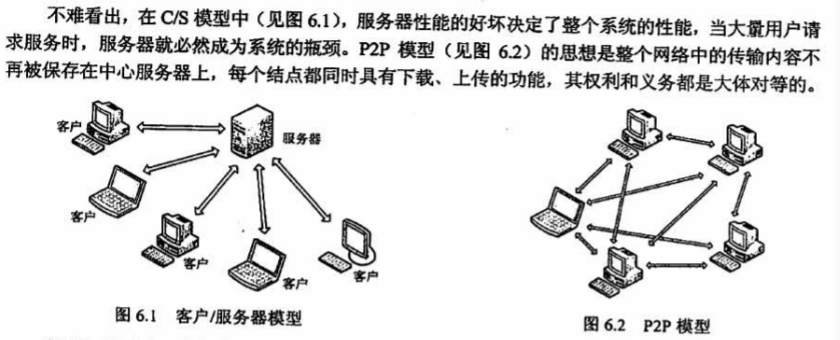 不难看出，在 C/S 模型中（见图 6.1），服务器性能的好坏决定了整个系统的性能，当大量用户请
求服务时，服务器就必然成为系统的瓶颈。P2P 模型（见图 6.2）的思想是整个网络中的传输内容不
再被保存在中心服务器上，每个结点都同时具有下载、上传的功能，其权利和义务都是大体对等的。
客户
服务器
客户
客户
客户
客户
图 6.1 客户/服务器模型
图 6.2 P2P 模型